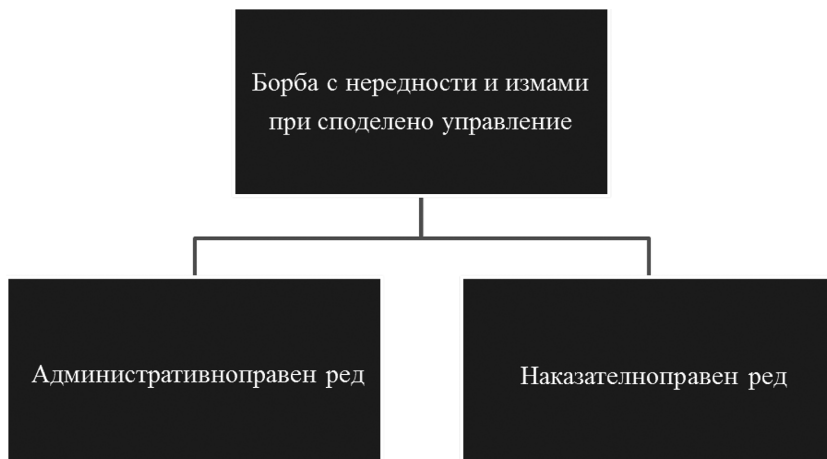 Борба с нередности и измами
при споделено управление
Административноправен ред
Наказателноправен ред